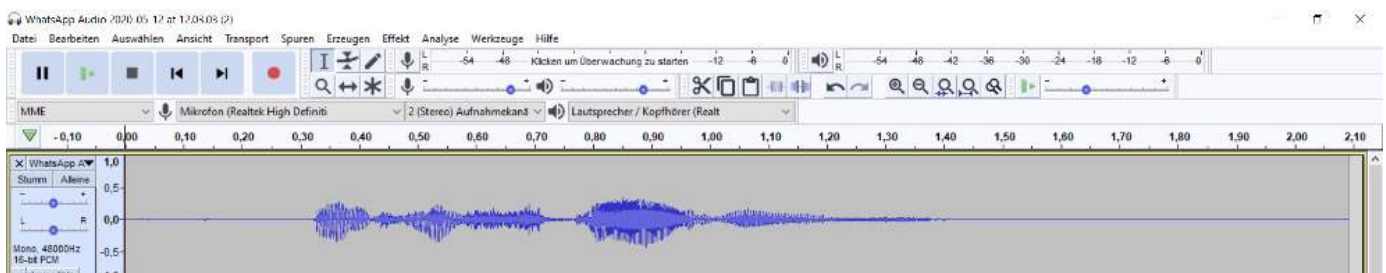 WhatsApp Audio 2020-05-12 at 12.03.03 (2)
Datei Bearbeiten Auswählen Ansicht Transport Spuren Erzeugen Effekt Analyse Werkzeuge Hilfe
L R -54 -48 Klicken um Überwachung zu starten -12 -6 0 L R -54 -48 -42 -36 -30 -24 -18 -12 -6 0
MME Mikrofon (Realtek High Definiti 2 (Stereo) Aufnahmekanä Lautsprecher / Kopfhörer (Realt
-0,10 0,00 0,10 0,20 0,30 0,40 0,50 0,60 0,70 0,80 0,90 1,00 1,10 1,20 1,30 1,40 1,50 1,60 1,70 1,80 1,90 2,00 2,10
X WhatsApp A 1,0
Stumm Alleine
- + 0,5-
L R 0,0-
Mono, 48000Hz -0,5-
16-bit PCM